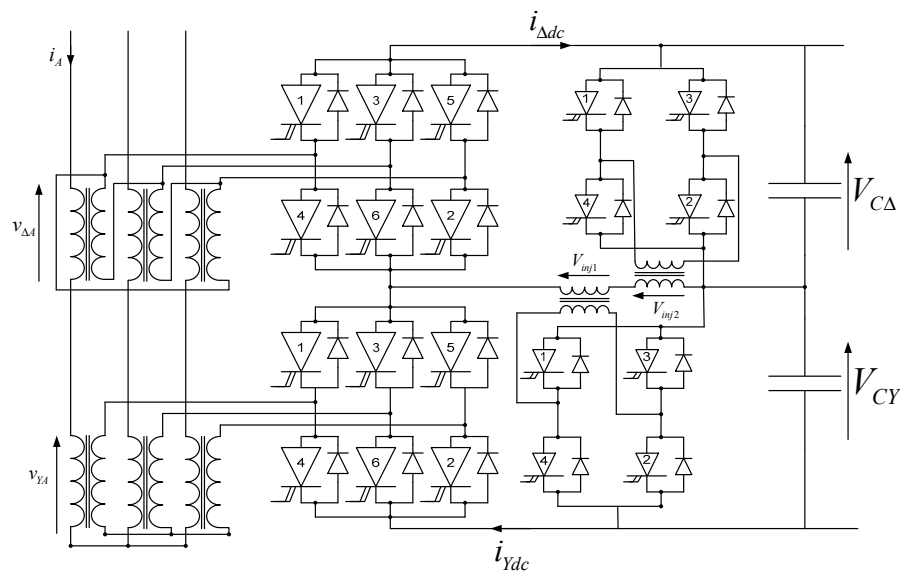 i_Δdc
i_A
1 3 5
1 3
4 6 2
4 2
v_ΔA
V_CΔ
V_inj1
V_inj2
1 3 5
1 3
V_CY
4 6 2
4 2
v_YA
i_Ydc